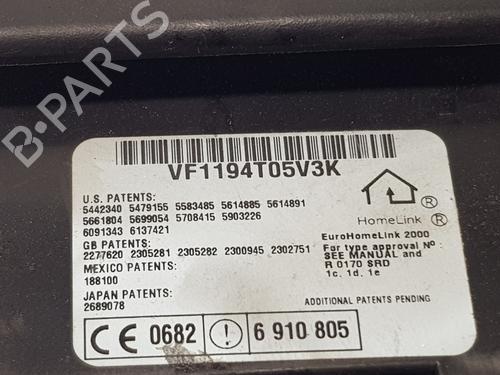 B-PARTS
VF1194T05V3K
U.S. PATENTS:
5442340 5479155 5583485 5614885 5614891
5661804 5699054 5708415 5903226
6091343 6137421
GB PATENTS:
2277620 2305281 2305282 2300945 2302751
MEXICO PATENTS:
188100
JAPAN PATENTS:
2689078
HomeLink ®
®
EuroHomeLink 2000
For type approval Nº
SEE MANUAL and
R 0170 SRD
1c, 1d, 1e
ADDITIONAL PATENTS PENDING
CE 0682 ! 6 910 805